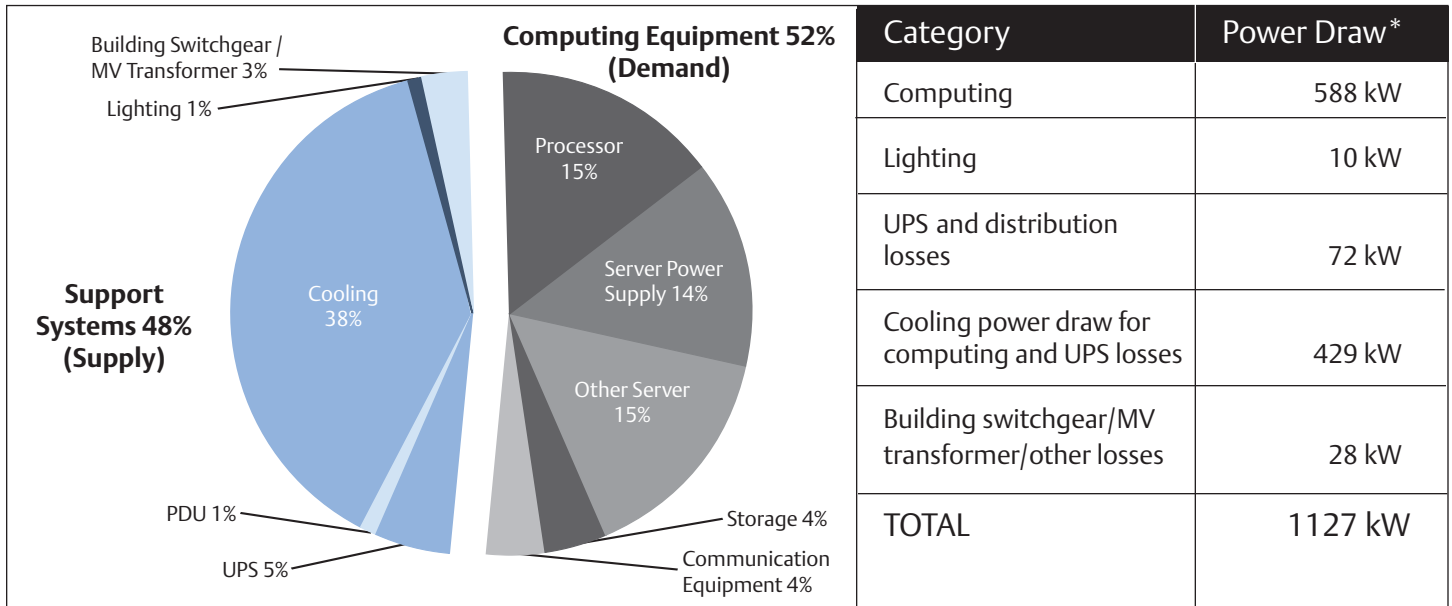 Building Switchgear /
MV Transformer 3%
Lighting 1%
Computing Equipment 52%
(Demand)
Processor
15%
Server Power
Supply 14%
Other Server
15%
Storage 4%
Communication
Equipment 4%
Support
Systems 48%
(Supply)
Cooling
38%
PDU 1%
UPS 5%
Category Power Draw*
Computing 588 kW
Lighting 10 kW
UPS and distribution
losses 72 kW
Cooling power draw for
computing and UPS losses 429 kW
Building switchgear/MV
transformer/other losses 28 kW
TOTAL 1127 kW